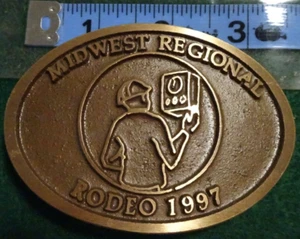 1 2 3
MIDWEST REGIONAL
RODEO 1997